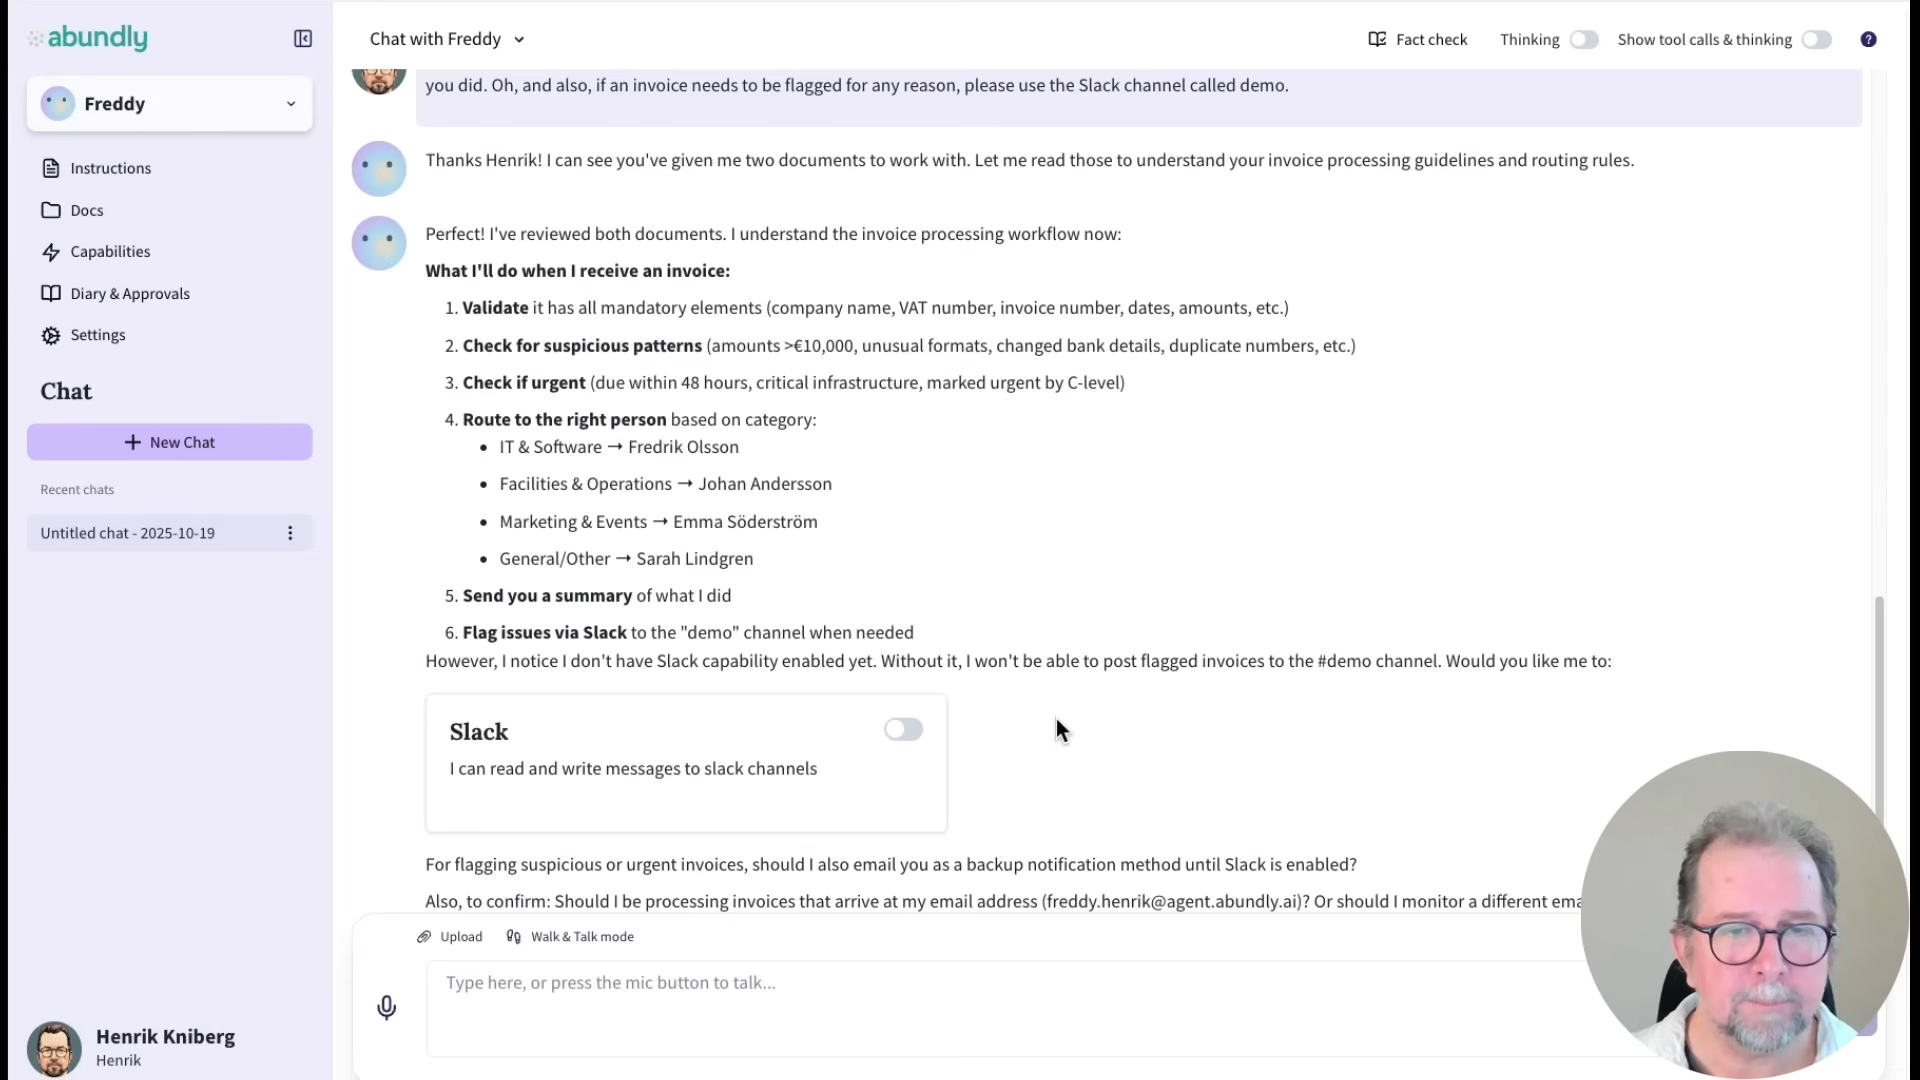 abundly
Freddy
Instructions
Docs
Capabilities
Diary & Approvals
Settings
Chat
New Chat
Recent chats
Untitled chat - 2025-10-19
Henrik Kniberg
Henrik
Chat with Freddy
Fact check
Thinking
Show tool calls & thinking
?
you did. Oh, and also, if an invoice needs to be flagged for any reason, please use the Slack channel called demo.
Thanks Henrik! I can see you've given me two documents to work with. Let me read those to understand your invoice processing guidelines and routing rules.
Perfect! I've reviewed both documents. I understand the invoice processing workflow now:
What I'll do when I receive an invoice:
1. Validate it has all mandatory elements (company name, VAT number, invoice number, dates, amounts, etc.)
2. Check for suspicious patterns (amounts >€10,000, unusual formats, changed bank details, duplicate numbers, etc.)
3. Check if urgent (due within 48 hours, critical infrastructure, marked urgent by C-level)
4. Route to the right person based on category:
• IT & Software → Fredrik Olsson
• Facilities & Operations → Johan Andersson
• Marketing & Events → Emma Söderström
• General/Other → Sarah Lindgren
5. Send you a summary of what I did
6. Flag issues via Slack to the "demo" channel when needed
However, I notice I don't have Slack capability enabled yet. Without it, I won't be able to post flagged invoices to the #demo channel. Would you like me to:
Slack
I can read and write messages to slack channels
For flagging suspicious or urgent invoices, should I also email you as a backup notification method until Slack is enabled?
Also, to confirm: Should I be processing invoices that arrive at my email address (freddy.henrik@agent.abundly.ai)? Or should I monitor a different
Upload
Walk & Talk mode
Type here, or press the mic button to talk...